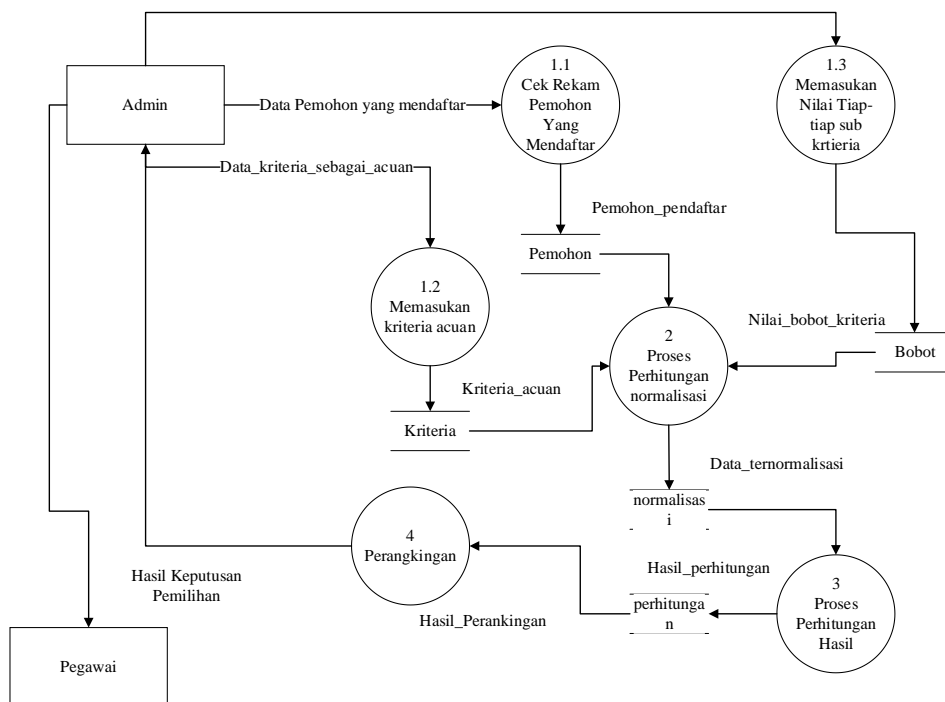 1.1
Cek Rekam
Pemohon
Yang
Mendaftar
1.3
Memasukan
Nilai Tiap-
tiap sub
krtieria
Admin
Data Pemohon yang mendaftar
Data_kriteria_sebagai_acuan
Pemohon_pendaftar
Pemohon
1.2
Memasukan
kriteria acuan
Nilai_bobot_kriteria
2
Proses
Perhitungan
normalisasi
Bobot
Kriteria_acuan
Kriteria
Data_ternormalisasi
normalisas
i
4
Perangkingan
Hasil_perhitungan
Hasil Keputusan
Pemilihan
3
Proses
Perhitungan
Hasil
perhitunga
n
Hasil_Perankingan
Pegawai